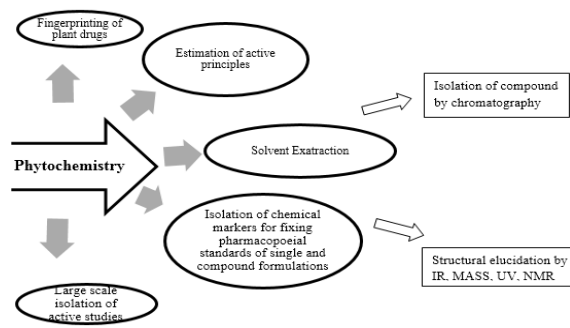 Fingerprinting of
plant drugs
Estimation of active
principles
Isolation of compound
by chromatography
Solvent Exatraction
Phytochemistry
Isolation of chemical
markers for fixing
pharmacopoeial
standards of single and
compound formulations
Structural elucidation by
IR, MASS, UV, NMR
Large scale
isolation of
active studies